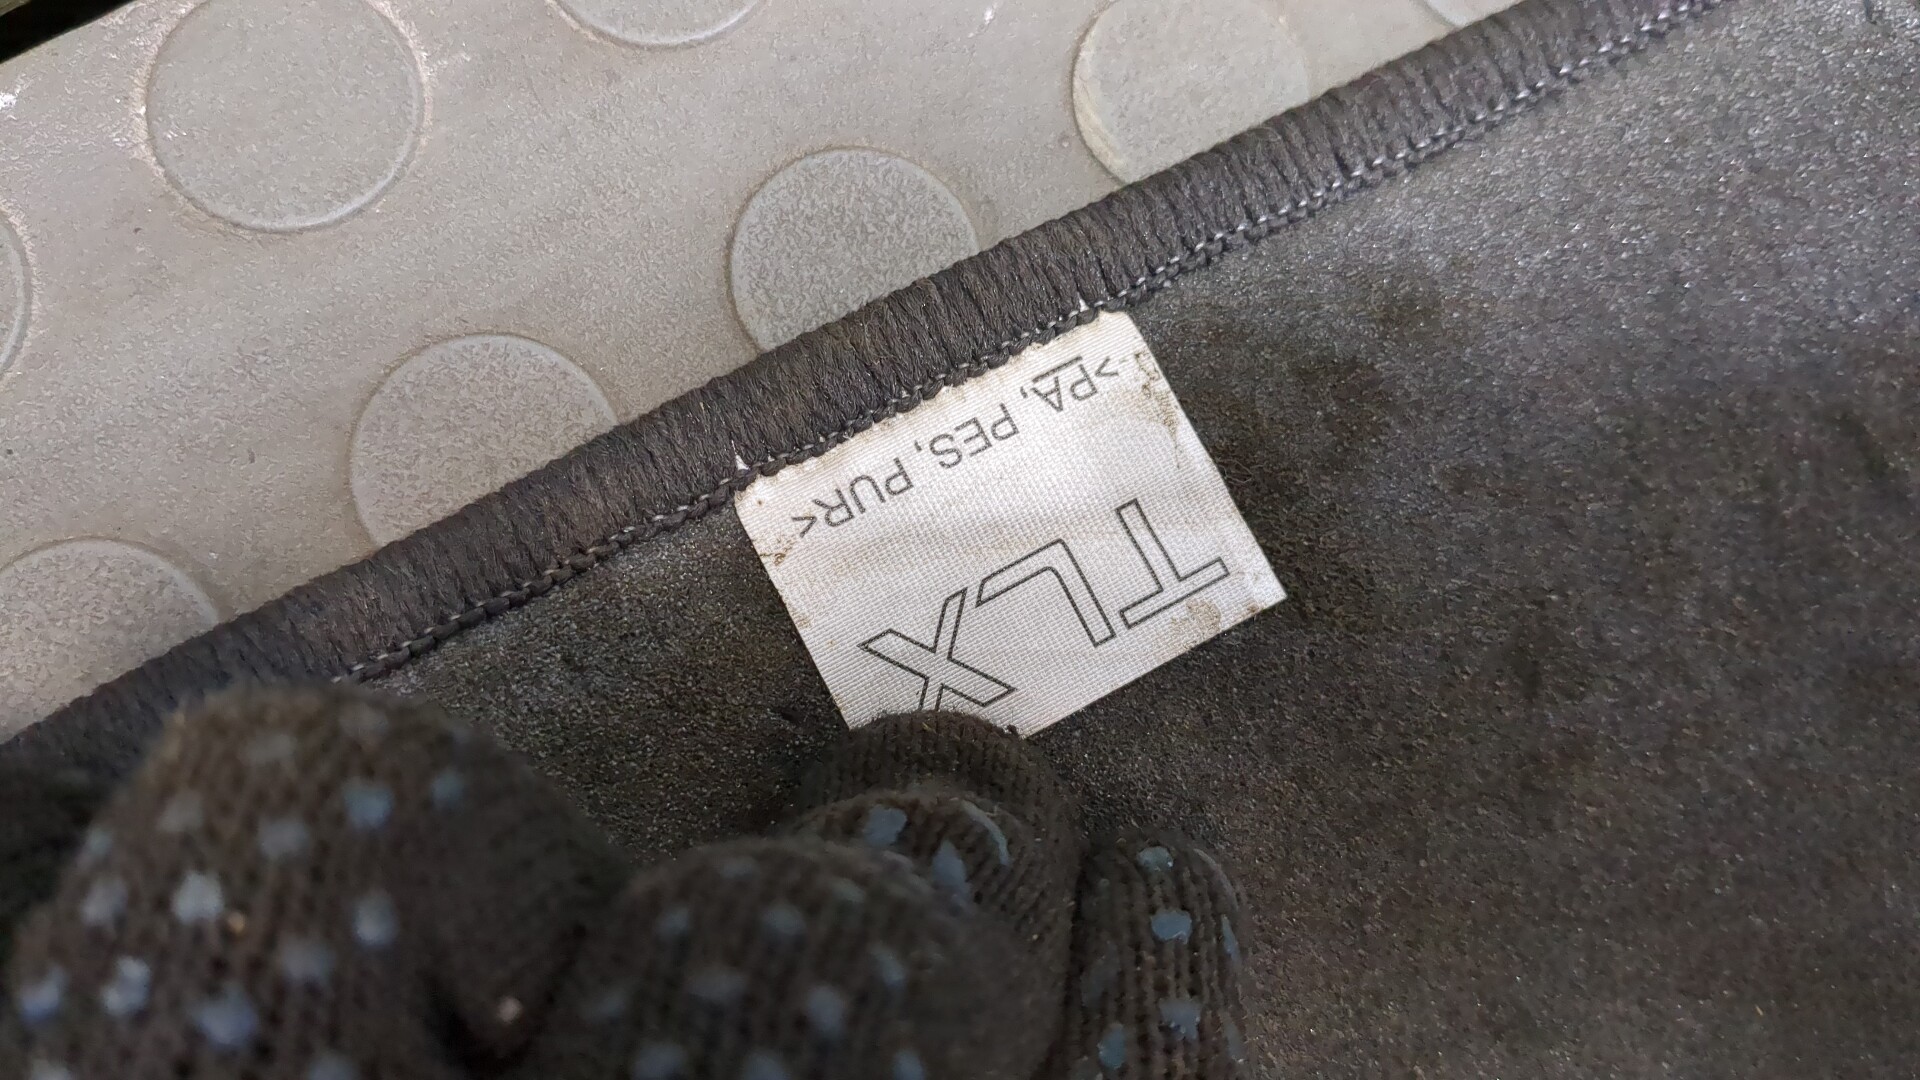 >PA, PES, PUR<
TLX